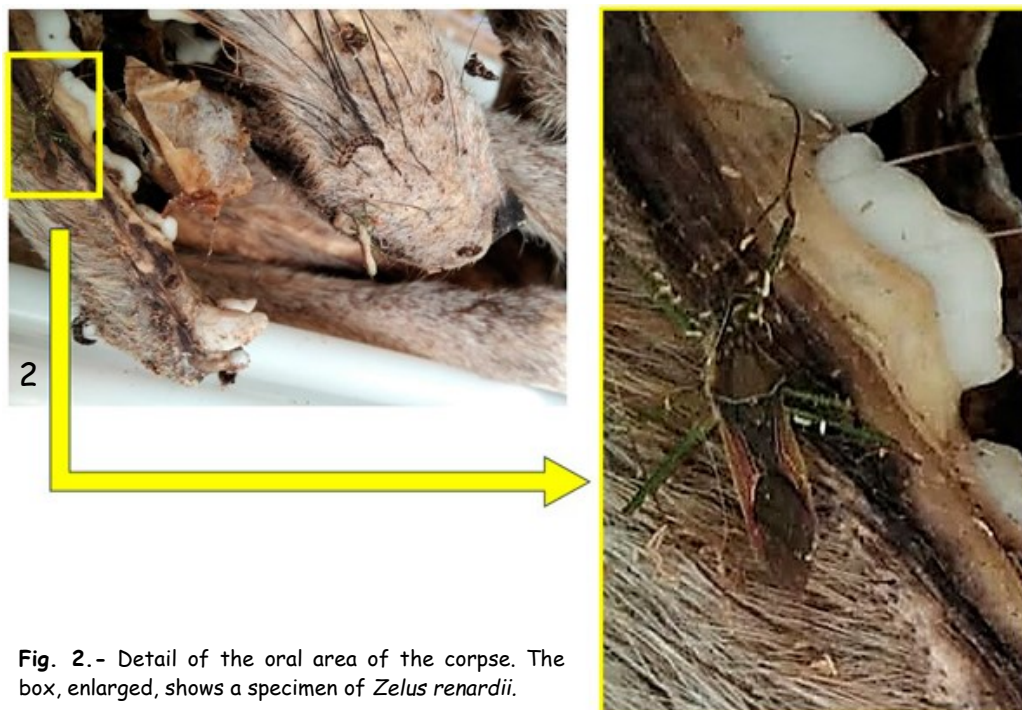 2
Fig. 2.- Detail of the oral area of the corpse. The
box, enlarged, shows a specimen of Zelus renardii.